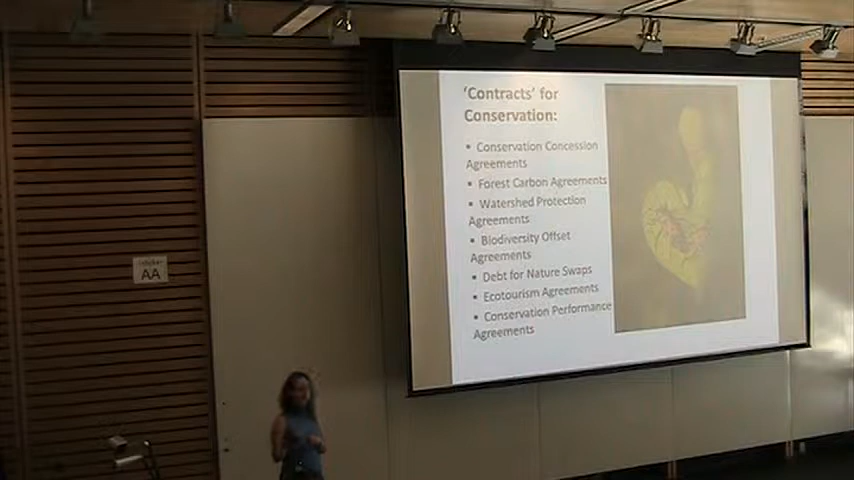 'Contracts' for
Conservation:
▪ Conservation Concession
Agreements
▪ Forest Carbon Agreements
▪ Watershed Protection
Agreements
▪ Biodiversity Offset
Agreements
▪ Debt for Nature Swaps
▪ Ecotourism Agreements
▪ Conservation Performance
Agreements
AA